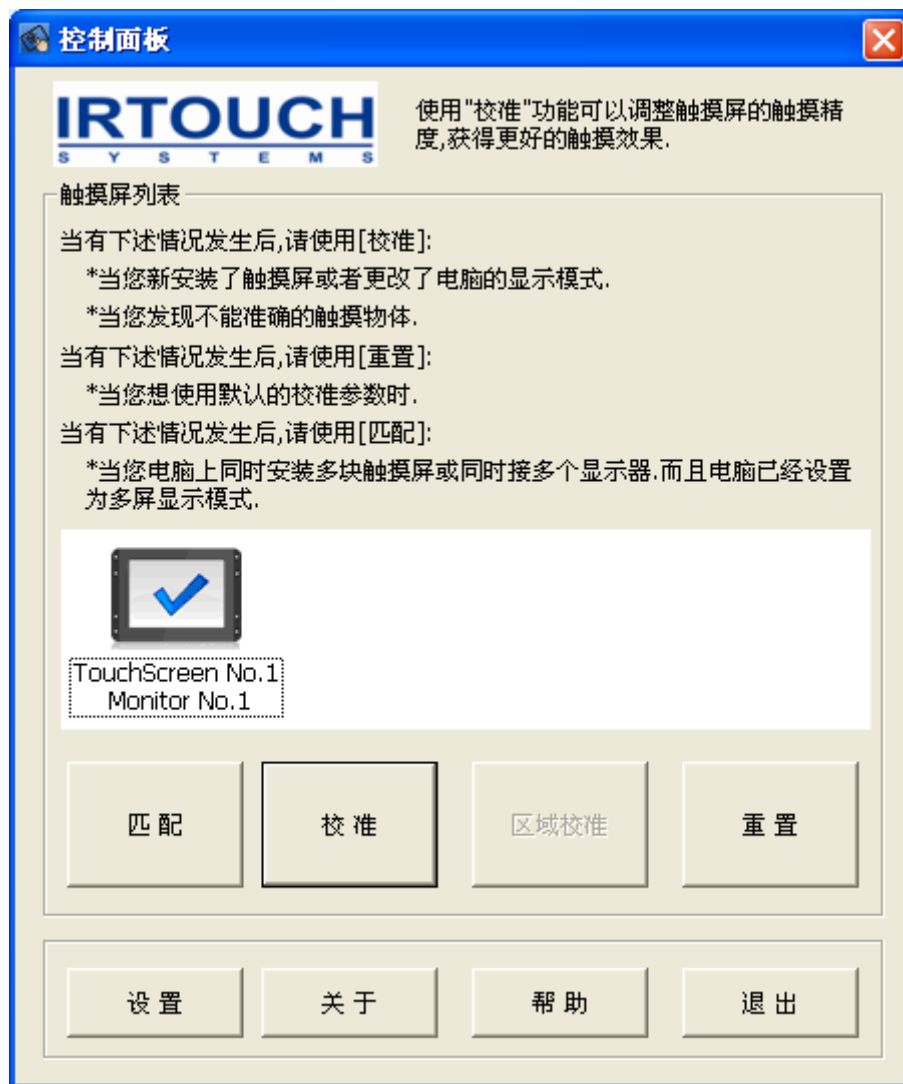 控制面板
IRTOUCH
SYSTEMS
使用"校准"功能可以调整触摸屏的触摸精
度,获得更好的触摸效果.
触摸屏列表
当有下述情况发生后,请使用[校准]:
*当您新安装了触摸屏或者更改了电脑的显示模式.
*当您发现不能准确的触摸物体.
当有下述情况发生后,请使用[重置]:
*当您想使用默认的校准参数时.
当有下述情况发生后,请使用[匹配]:
*当您电脑上同时安装多块触摸屏或同时接多个显示器.而且电脑已经设置
为多屏显示模式.
TouchScreen No.1
Monitor No.1
匹 配
校 准
区域校准
重 置
设 置
关 于
帮 助
退 出